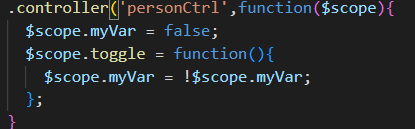 .controller('personCtrl',function($scope){
  $scope.myVar = false;
  $scope.toggle = function(){
    $scope.myVar = !$scope.myVar;
  };
}